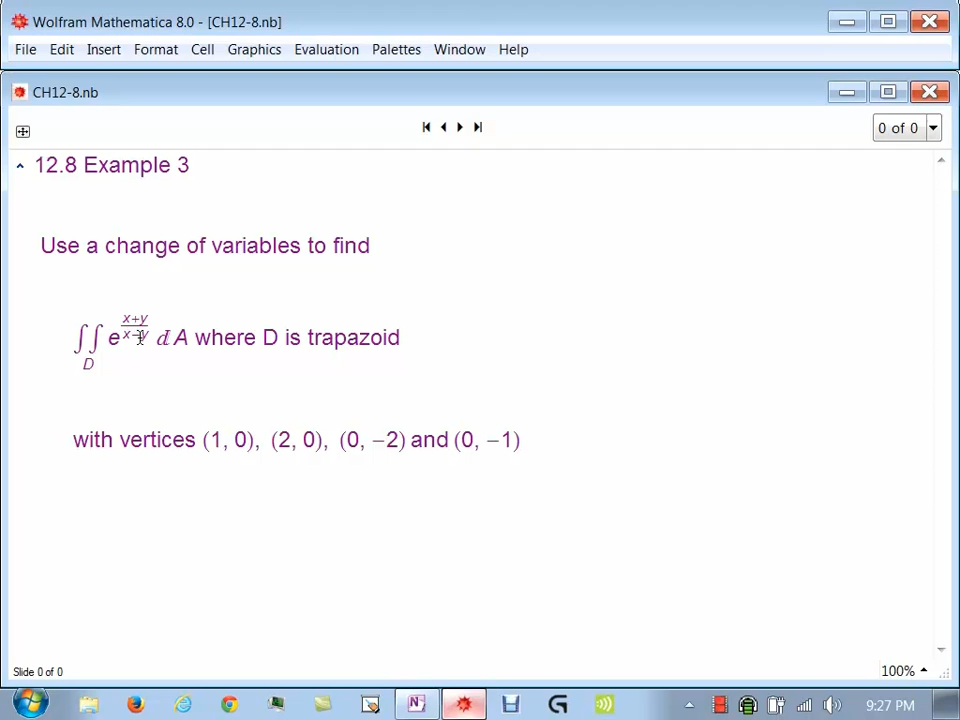 Wolfram Mathematica 8.0 - [CH12-8.nb]
File Edit Insert Format Cell Graphics Evaluation Palettes Window Help
CH12-8.nb
0 of 0
12.8 Example 3
Use a change of variables to find
∬_D e^((x+y)/(x−y)) dA where D is trapazoid
with vertices (1, 0), (2, 0), (0, −2) and (0, −1)
Slide 0 of 0
100%
9:27 PM